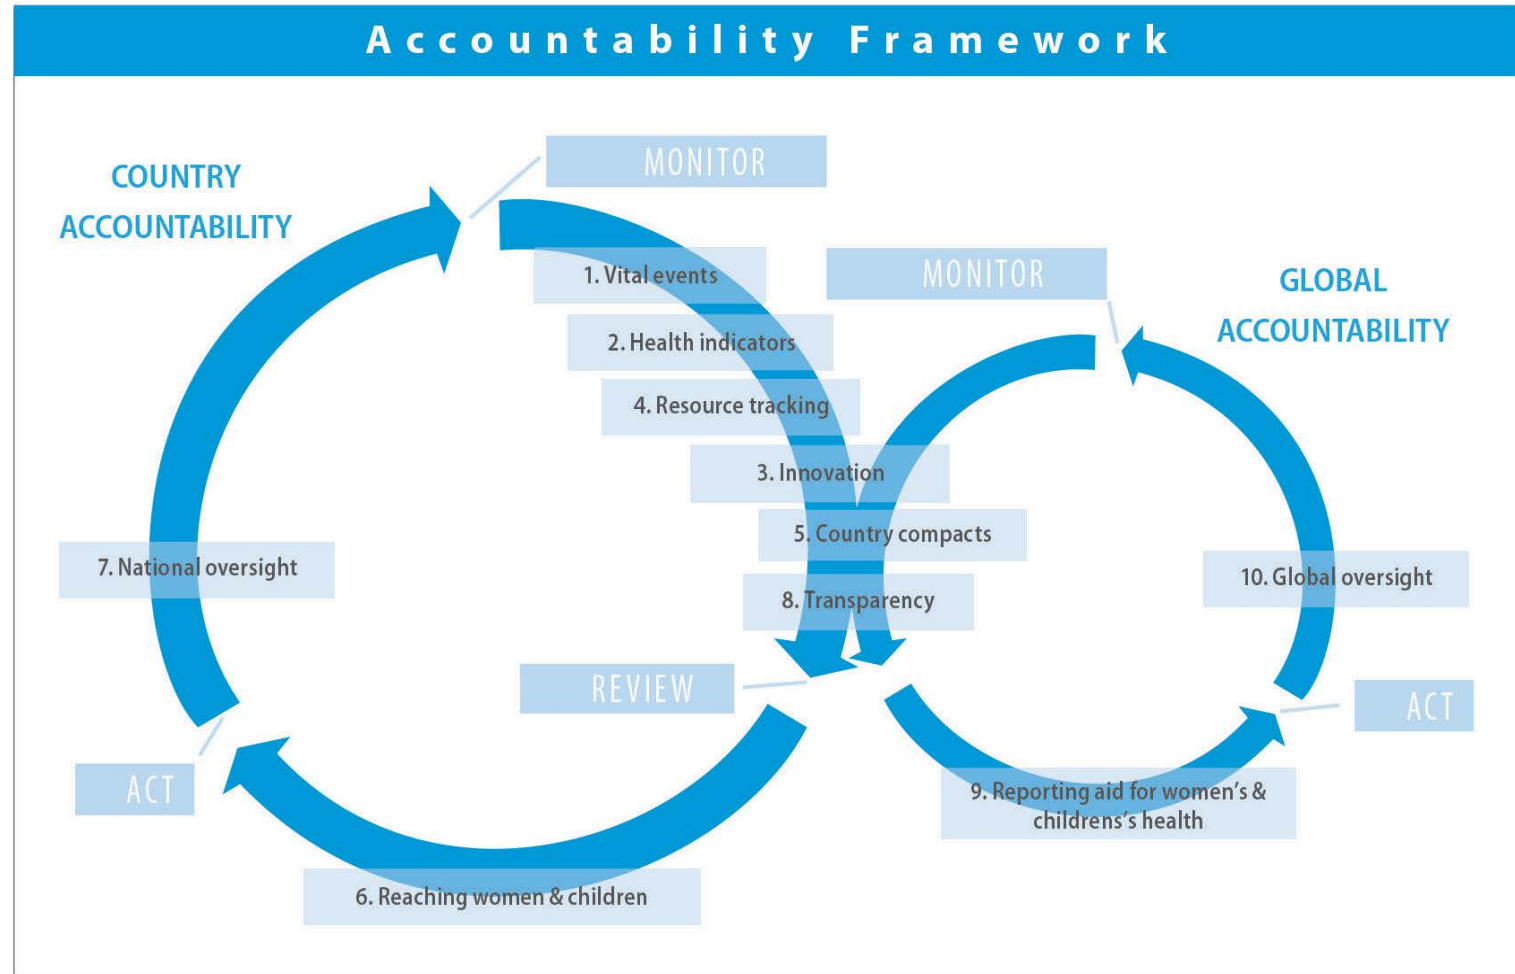 Accountability Framework
COUNTRY
ACCOUNTABILITY
MONITOR
1. Vital events
2. Health indicators
4. Resource tracking
3. Innovation
5. Country compacts
8. Transparency
MONITOR
GLOBAL
ACCOUNTABILITY
7. National oversight
10. Global oversight
REVIEW
ACT
ACT
9. Reporting aid for women's &
childrens's health
6. Reaching women & children